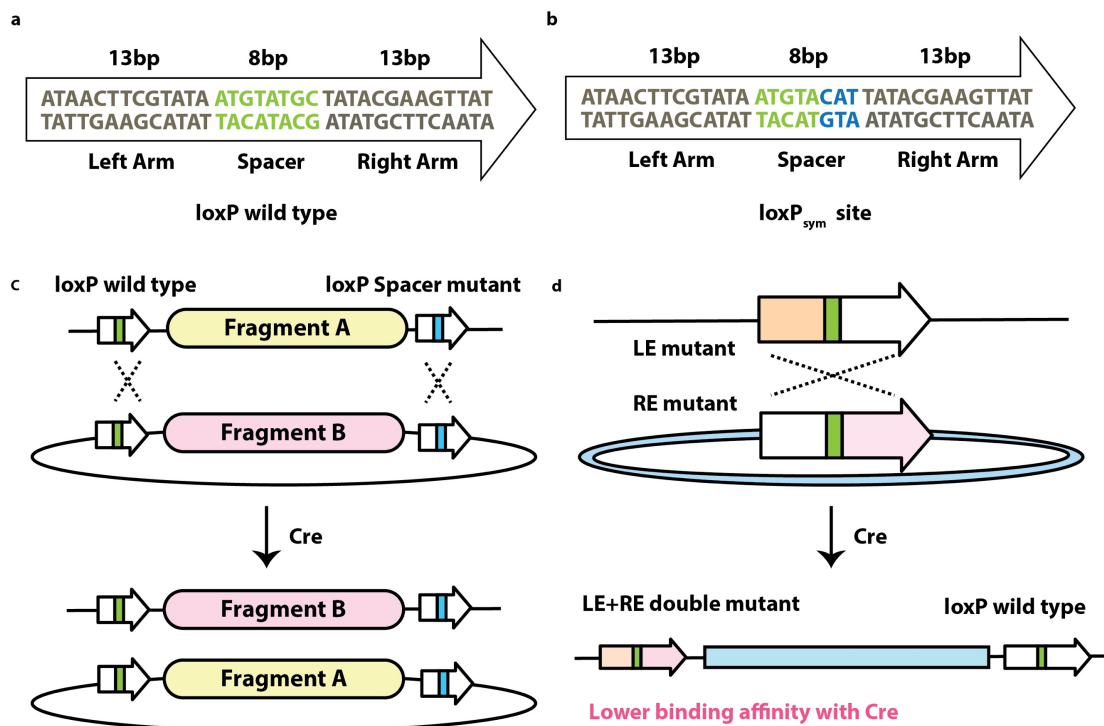 a
13bp 8bp 13bp
ATAACTTCGTATA ATGTATGC TATACGAAGTTAT
TATTGAAGCATAT TACATACG ATATGCTTCAATA
Left Arm Spacer Right Arm
loxP wild type
b
13bp 8bp 13bp
ATAACTTCGTATA ATGTACAT TATACGAAGTTAT
TATTGAAGCATAT TACATGTA ATATGCTTCAATA
Left Arm Spacer Right Arm
loxPsym site
c
loxP wild type loxP Spacer mutant
Fragment A
Fragment B
Cre
Fragment B
Fragment A
d
LE mutant
RE mutant
Cre
LE+RE double mutant loxP wild type
Lower binding affinity with Cre